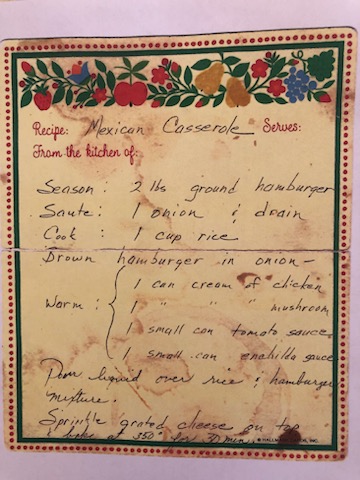 Recipe: Mexican Casserole Serves:
From the kitchen of:
Season: 2 lbs ground hamburger
Saute: 1 onion & drain
Cook: 1 cup rice
Brown hamburger in onion —
1 can cream of chicken
Warm: { 1 " " " mushroom
1 small can tomato sauce
1 small can enchilda sauce
Pour liquid over rice & hamburger
mixture.
Sprinkle grated cheese on top
& bake at 350° for 30 min.
© HALLMARK CARDS, INC.